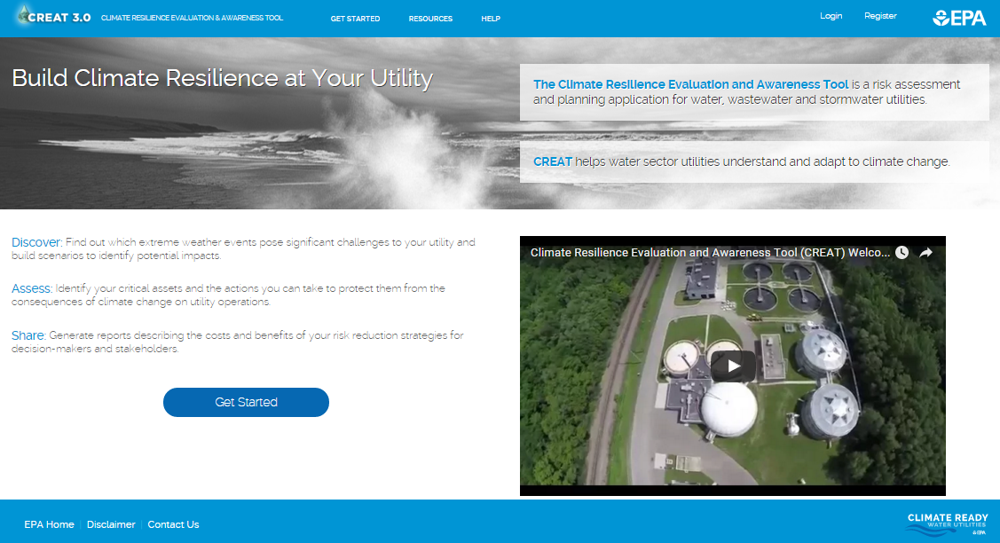 CREAT 3.0 CLIMATE RESILIENCE EVALUATION & AWARENESS TOOL GET STARTED RESOURCES HELP Login Register EPA
Build Climate Resilience at Your Utility
The Climate Resilience Evaluation and Awareness Tool is a risk assessment
and planning application for water, wastewater and stormwater utilities.
CREAT helps water sector utilities understand and adapt to climate change.
Discover: Find out which extreme weather events pose significant challenges to your utility and
build scenarios to identify potential impacts.
Assess: Identify your critical assets and the actions you can take to protect them from the
consequences of climate change on utility operations.
Share: Generate reports describing the costs and benefits of your risk reduction strategies for
decision-makers and stakeholders.
Get Started
Climate Resilience Evaluation and Awareness Tool (CREAT) Welco...
EPA Home | Disclaimer | Contact Us
CLIMATE READY
WATER UTILITIES
EPA